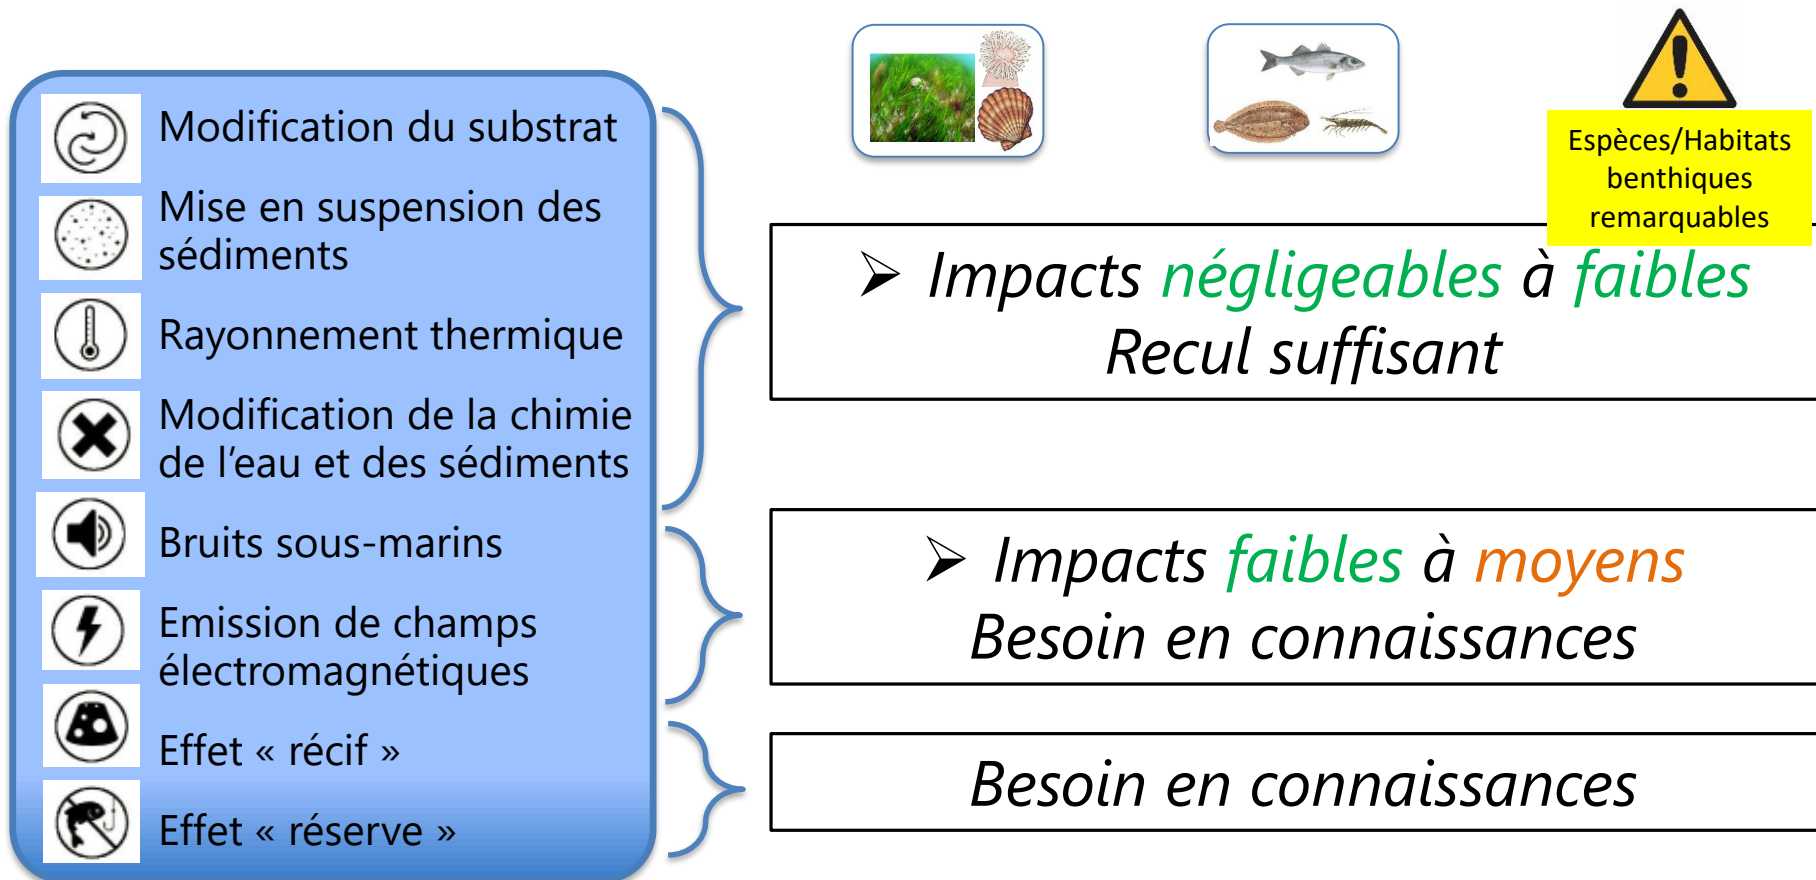 Modification du substrat
Mise en suspension des
sédiments
Rayonnement thermique
Modification de la chimie
de l'eau et des sédiments
Bruits sous-marins
Emission de champs
électromagnétiques
Effet « récif »
Effet « réserve »
Espèces/Habitats
benthiques
remarquables
➢ Impacts négligeables à faibles
Recul suffisant
➢ Impacts faibles à moyens
Besoin en connaissances
Besoin en connaissances